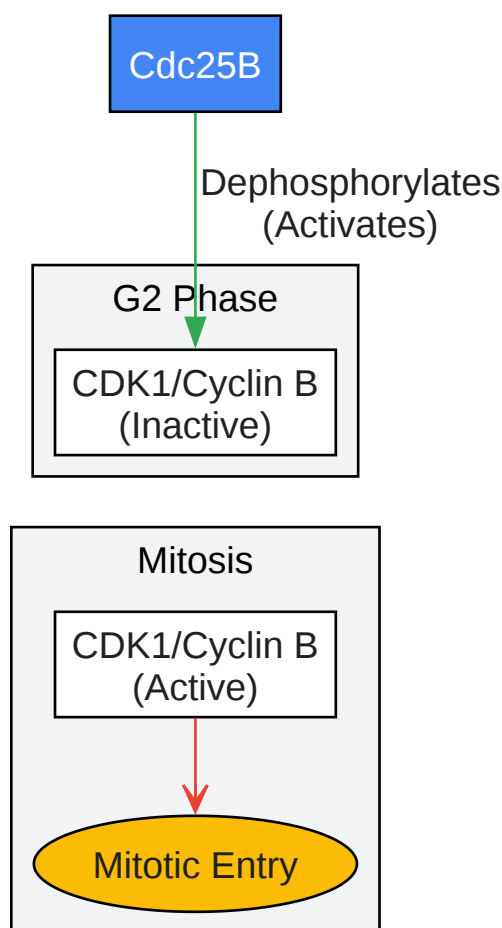 Cdc25B
Dephosphorylates
(Activates)
G2 Phase
CDK1/Cyclin B
(Inactive)
Mitosis
CDK1/Cyclin B
(Active)
Mitotic Entry